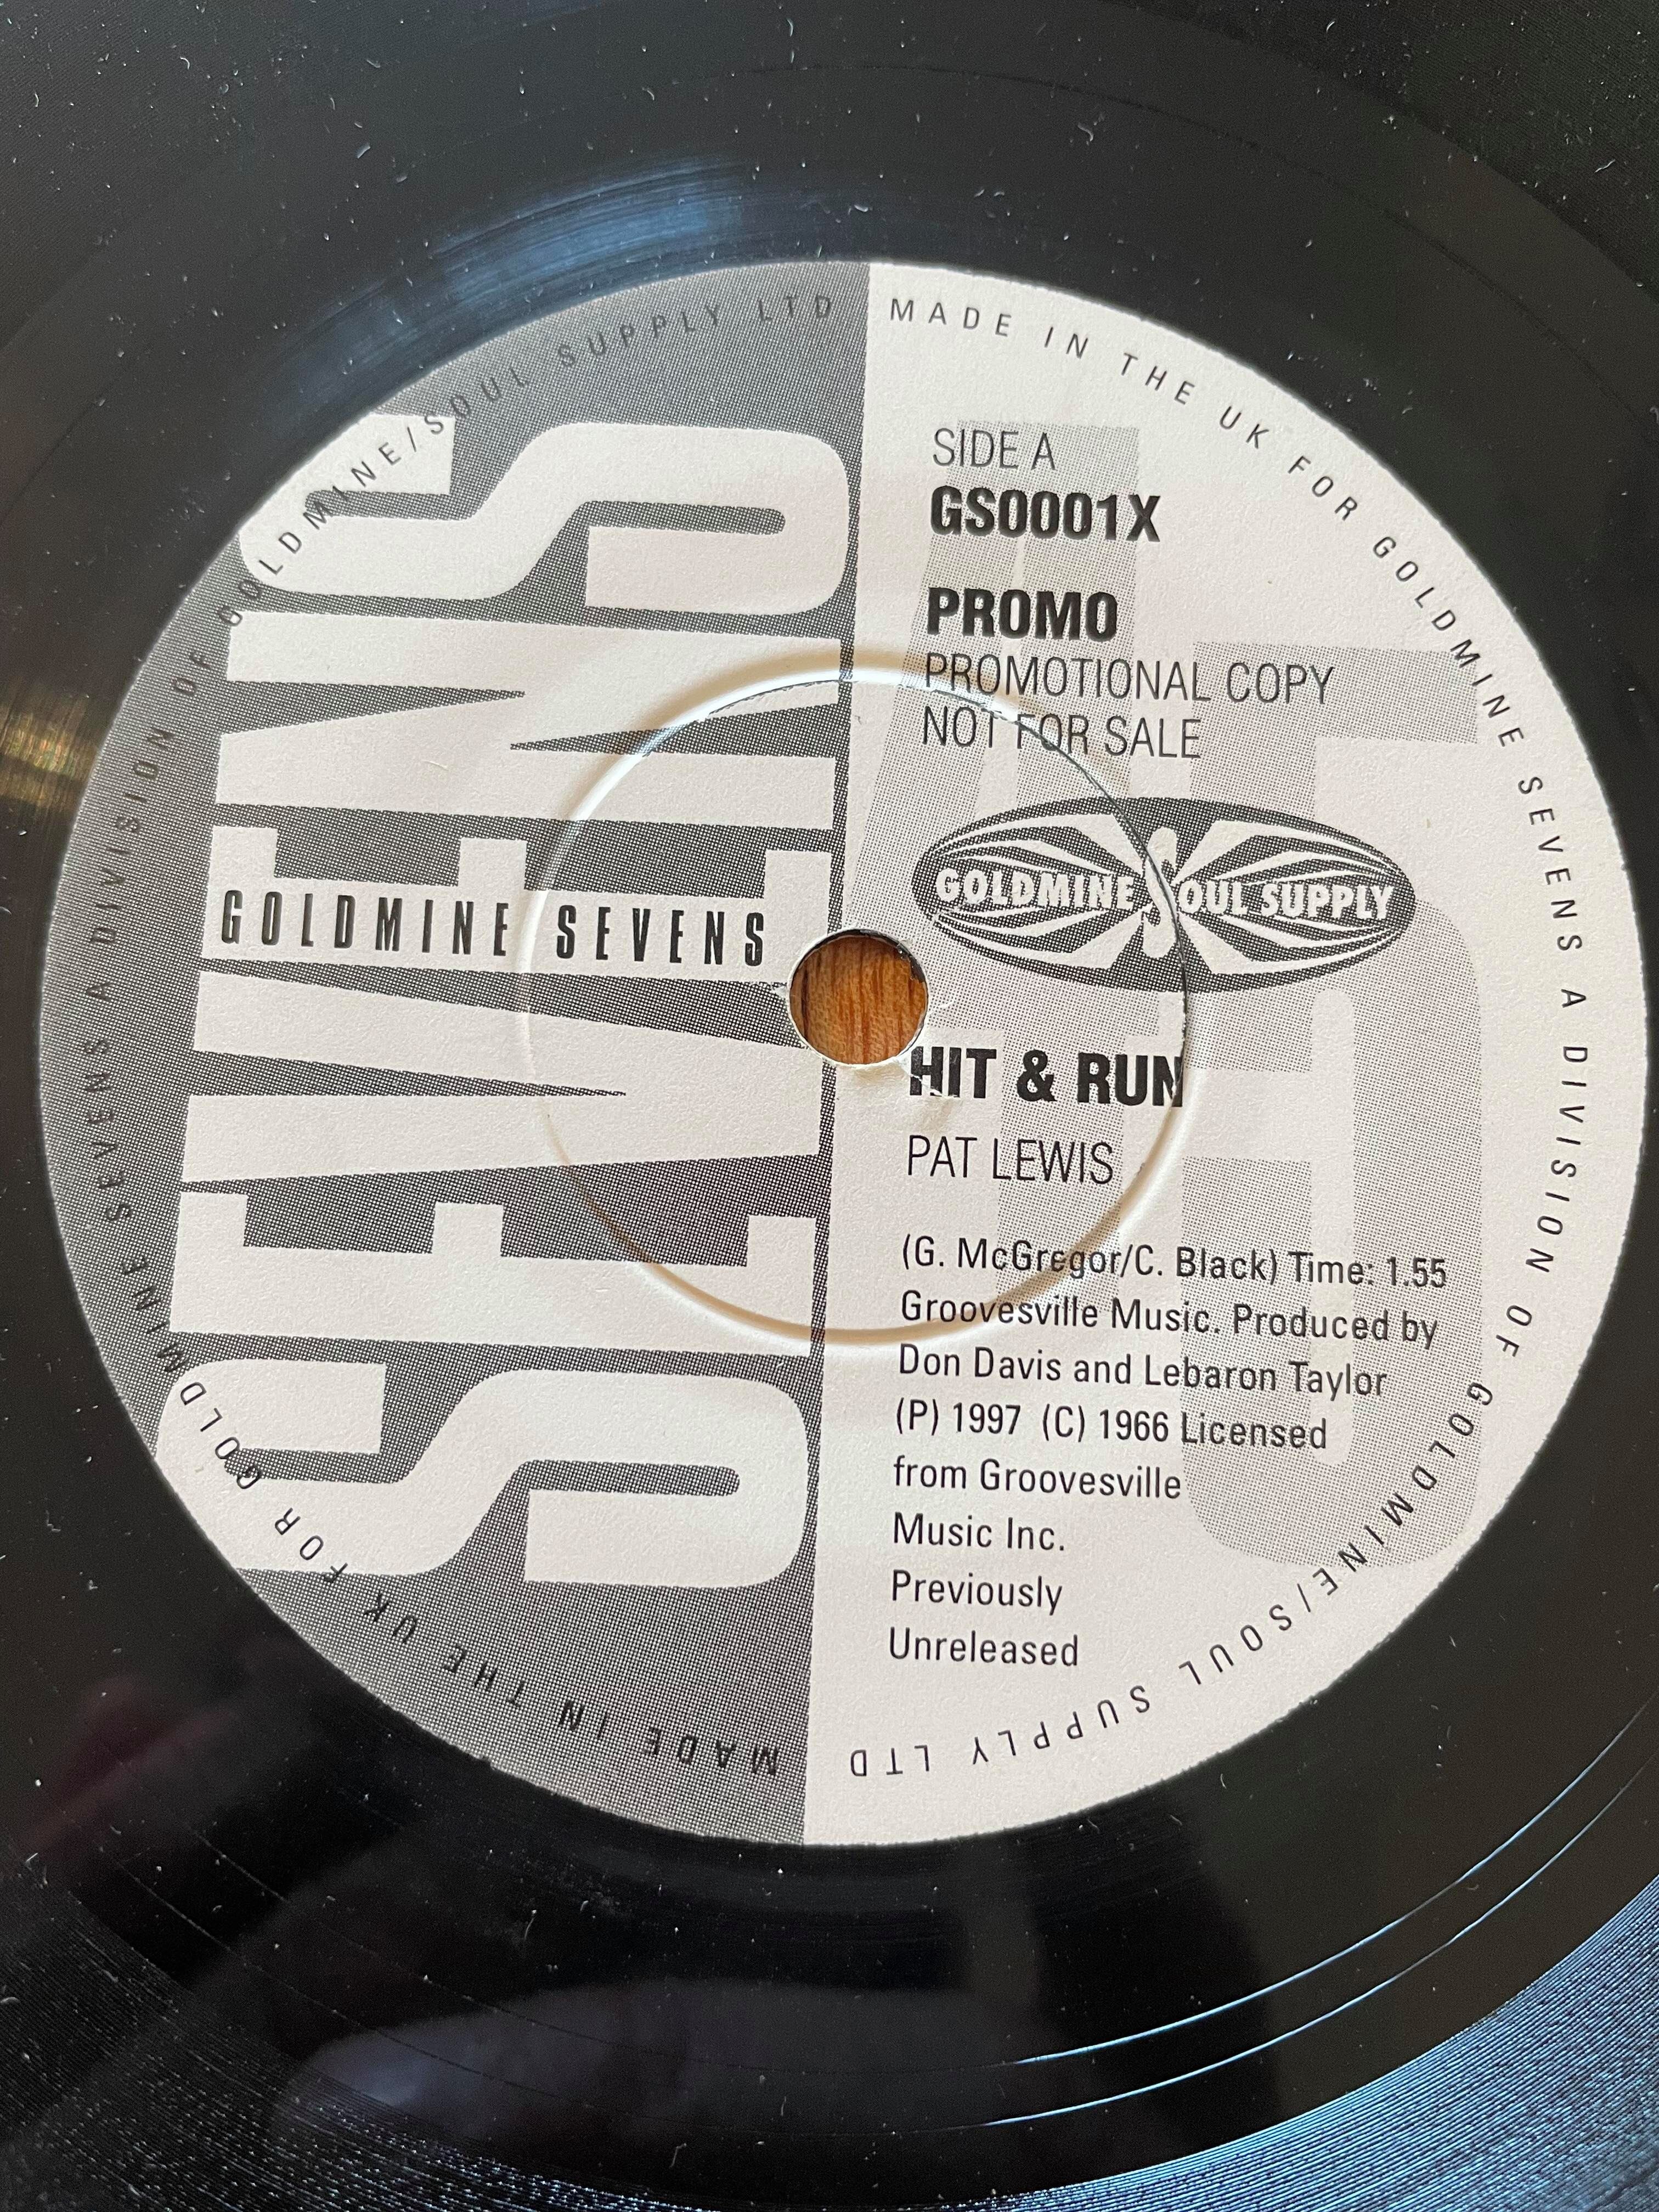 MADE IN THE UK FOR GOLDMINE SEVENS A DIVISION OF GOLDMINE/SOUL SUPPLY LTD
MADE IN THE UK FOR GOLDMINE SEVENS A DIVISION OF GOLDMINE/SOUL SUPPLY LTD
SEVENS
GOLDMINE SEVENS
SIDE A
GS0001X
PROMO
PROMOTIONAL COPY
NOT FOR SALE
GOLDMINE SOUL SUPPLY
HIT & RUN
PAT LEWIS
(G. McGregor/C. Black) Time: 1.55
Groovesville Music. Produced by
Don Davis and Lebaron Taylor
(P) 1997 (C) 1966 Licensed
from Groovesville
Music Inc.
Previously
Unreleased